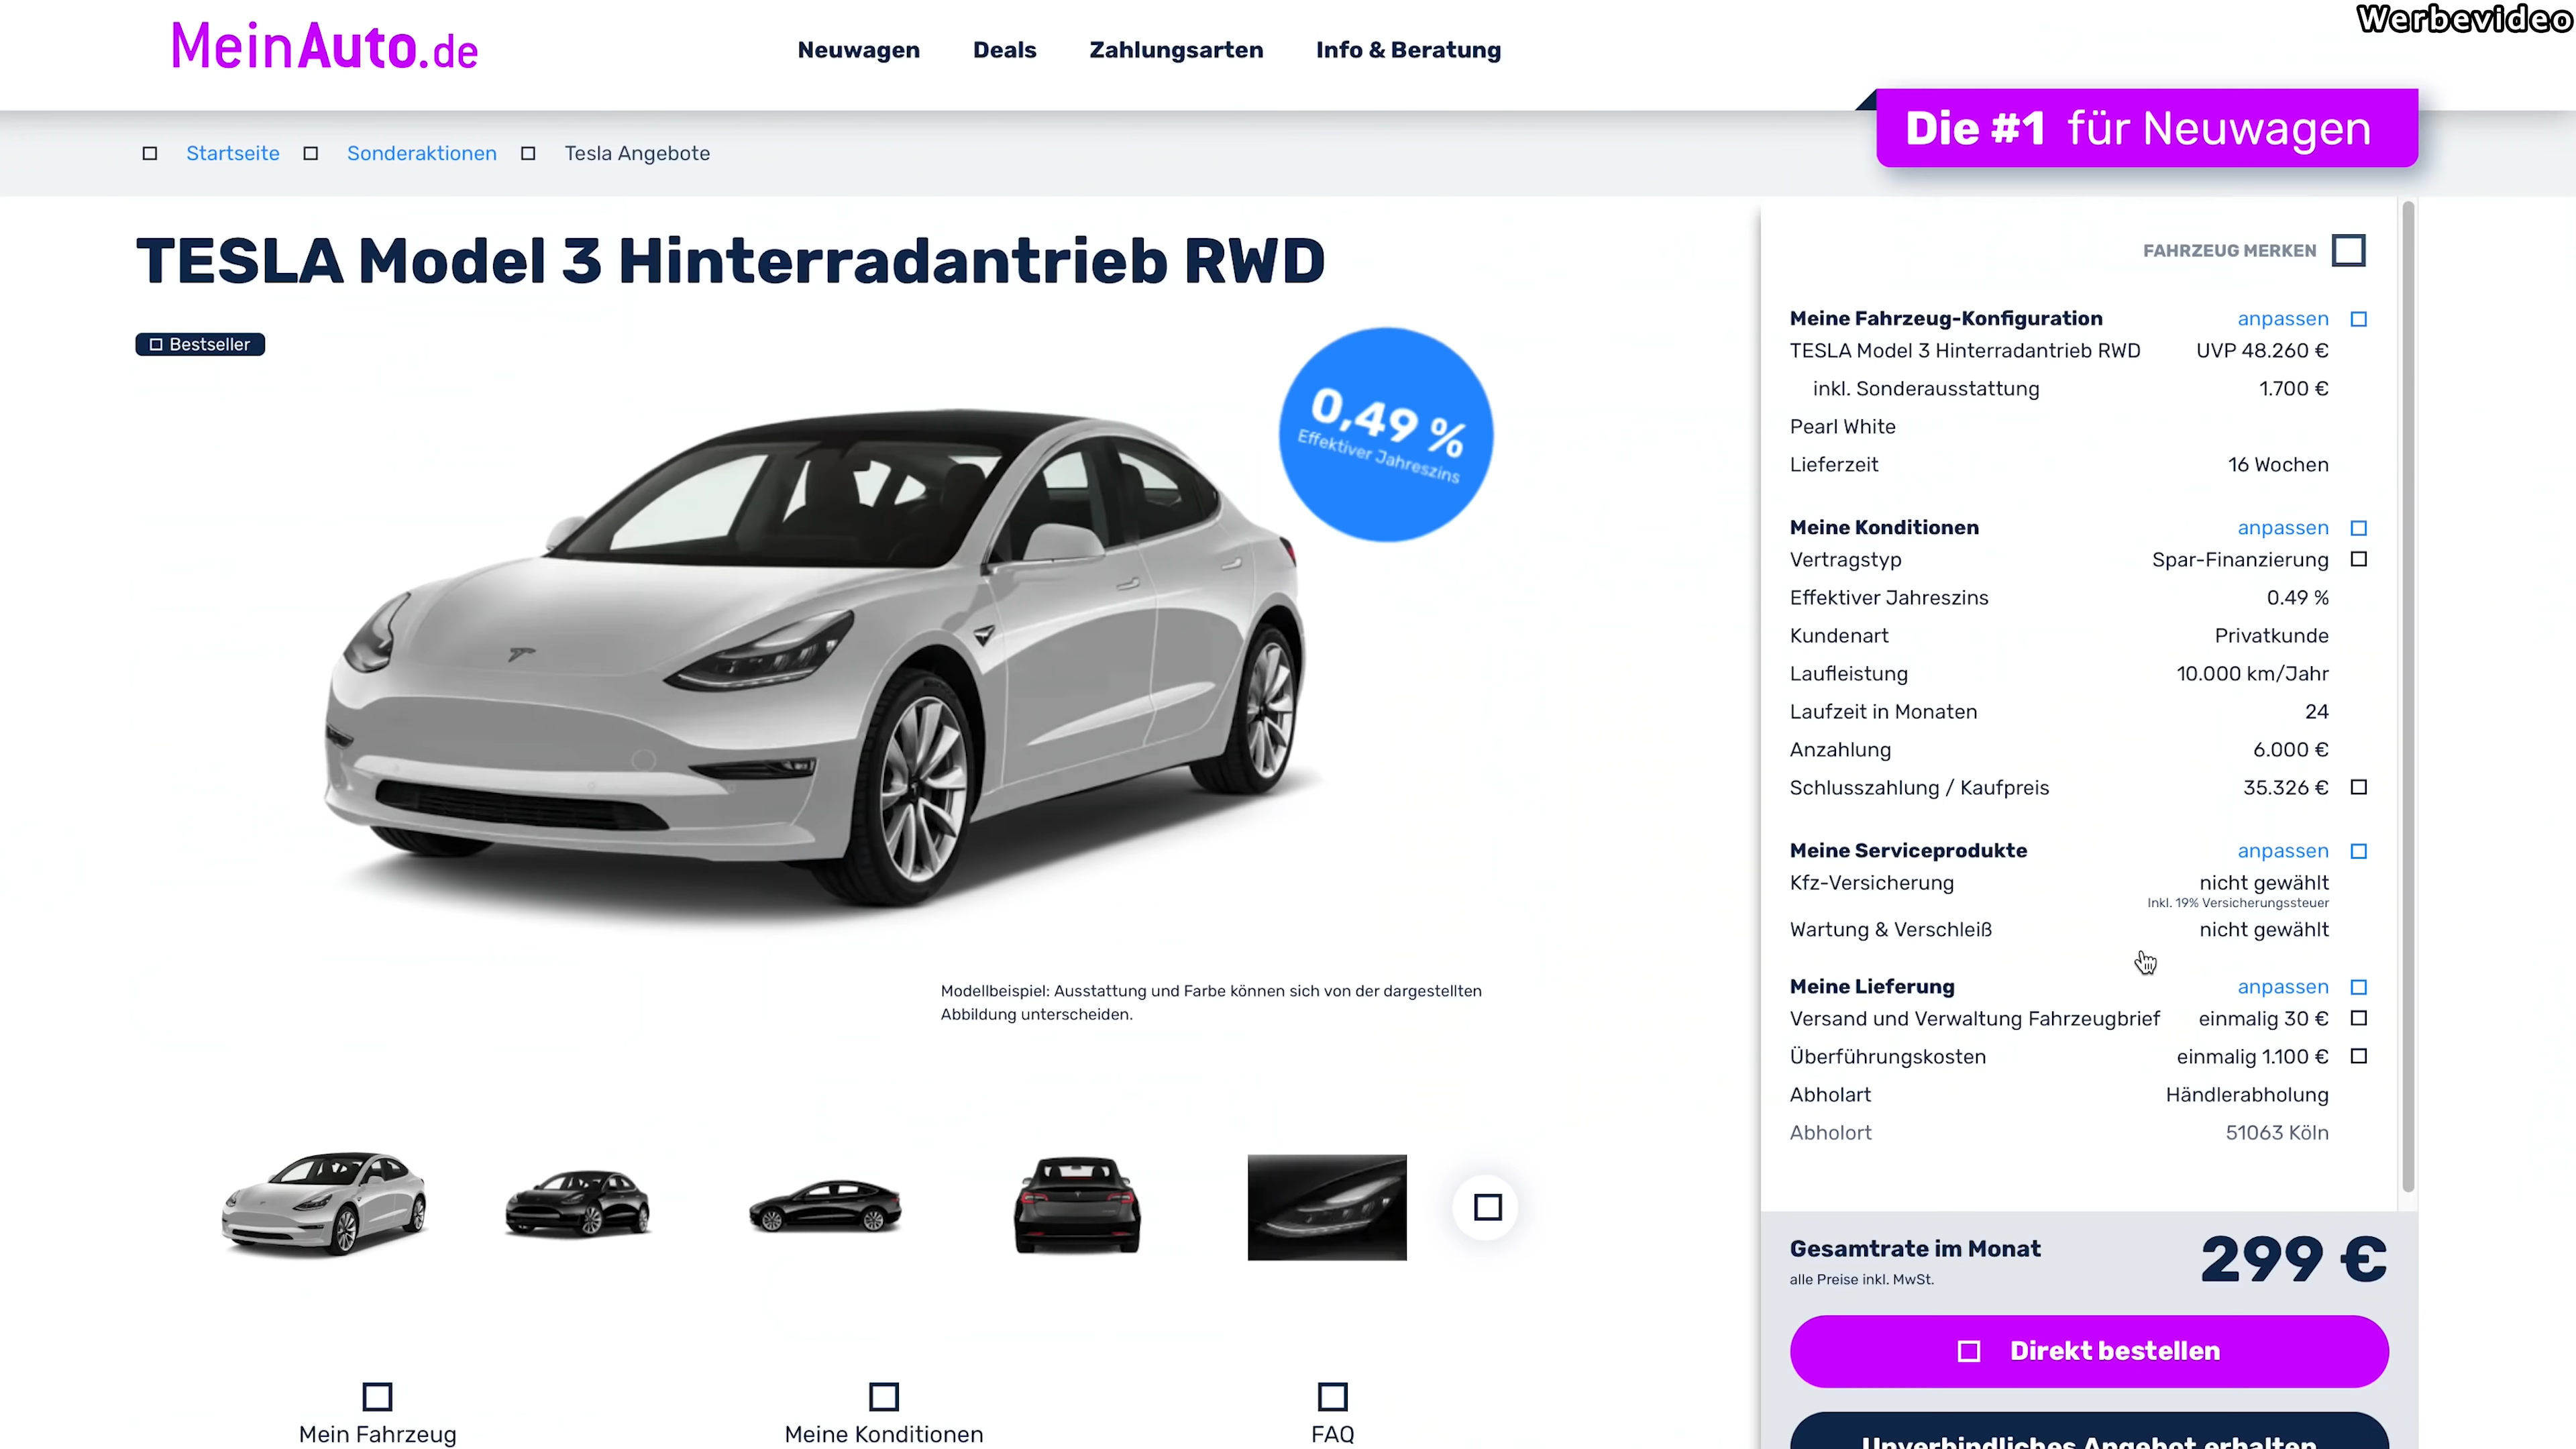 Werbevideo
MeinAuto.de
Neuwagen Deals Zahlungsarten Info & Beratung
Die #1 für Neuwagen
Startseite Sonderaktionen Tesla Angebote
TESLA Model 3 Hinterradantrieb RWD
Bestseller
0,49 %
Effektiver Jahreszins
Modellbeispiel: Ausstattung und Farbe können sich von der dargestellten
Abbildung unterscheiden.
Mein Fahrzeug Meine Konditionen FAQ
FAHRZEUG MERKEN
Meine Fahrzeug-Konfiguration anpassen
TESLA Model 3 Hinterradantrieb RWD UVP 48.260 €
inkl. Sonderausstattung 1.700 €
Pearl White
Lieferzeit 16 Wochen
Meine Konditionen anpassen
Vertragstyp Spar-Finanzierung
Effektiver Jahreszins 0.49 %
Kundenart Privatkunde
Laufleistung 10.000 km/Jahr
Laufzeit in Monaten 24
Anzahlung 6.000 €
Schlusszahlung / Kaufpreis 35.326 €
Meine Serviceprodukte anpassen
Kfz-Versicherung nicht gewählt
Inkl. 19% Versicherungssteuer
Wartung & Verschleiß nicht gewählt
Meine Lieferung anpassen
Versand und Verwaltung Fahrzeugbrief einmalig 30 €
Überführungskosten einmalig 1.100 €
Abholart Händlerabholung
Abholort 51063 Köln
Gesamtrate im Monat 299 €
alle Preise inkl. MwSt.
Direkt bestellen
Unverbindliches Angebot erhalten